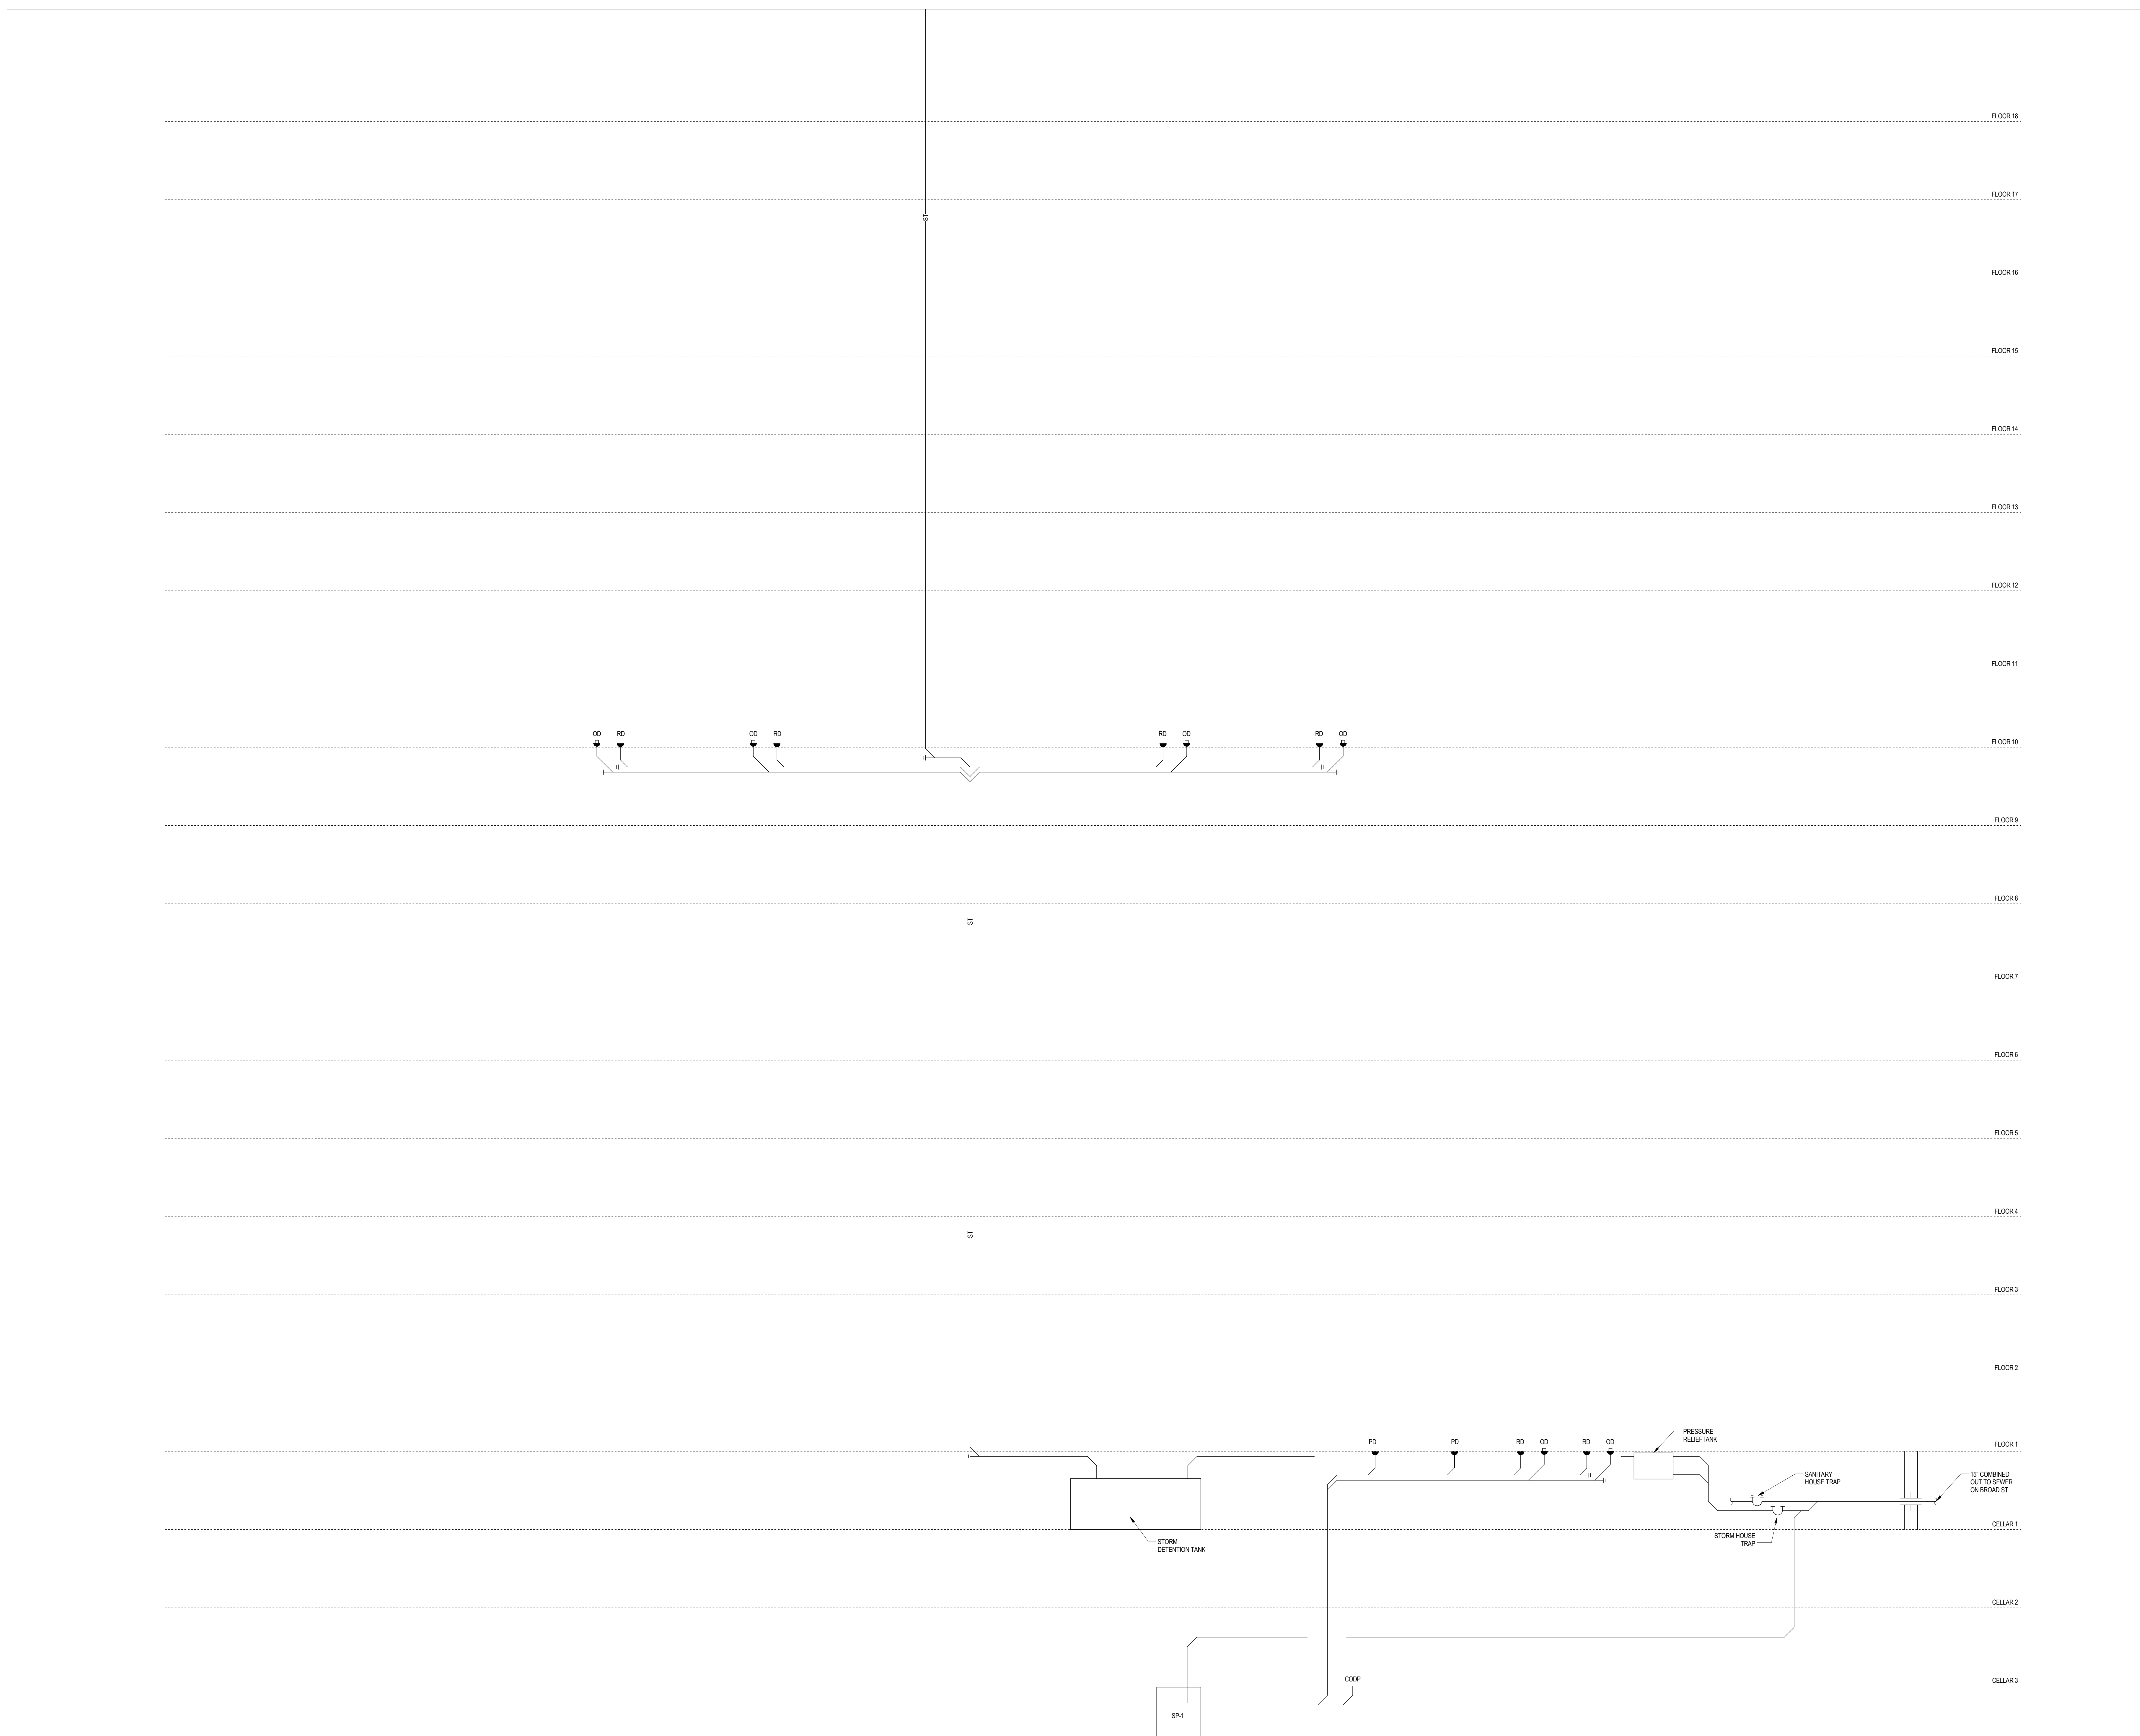 FLOOR 18
FLOOR 17
ST
FLOOR 16
FLOOR 15
FLOOR 14
FLOOR 13
FLOOR 12
FLOOR 11
OD RD OD RD RD OD RD OD
FLOOR 10
FLOOR 9
FLOOR 8
ST
FLOOR 7
FLOOR 6
FLOOR 5
FLOOR 4
ST
FLOOR 3
FLOOR 2
PRESSURE
RELIEFTANK
PD PD RD OD RD OD
FLOOR 1
SANITARY
HOUSE TRAP
15" COMBINED
OUT TO SEWER
ON BROAD ST
CELLAR 1
STORM HOUSE
TRAP
STORM
DETENTION TANK
CELLAR 2
CODP
CELLAR 3
SP-1